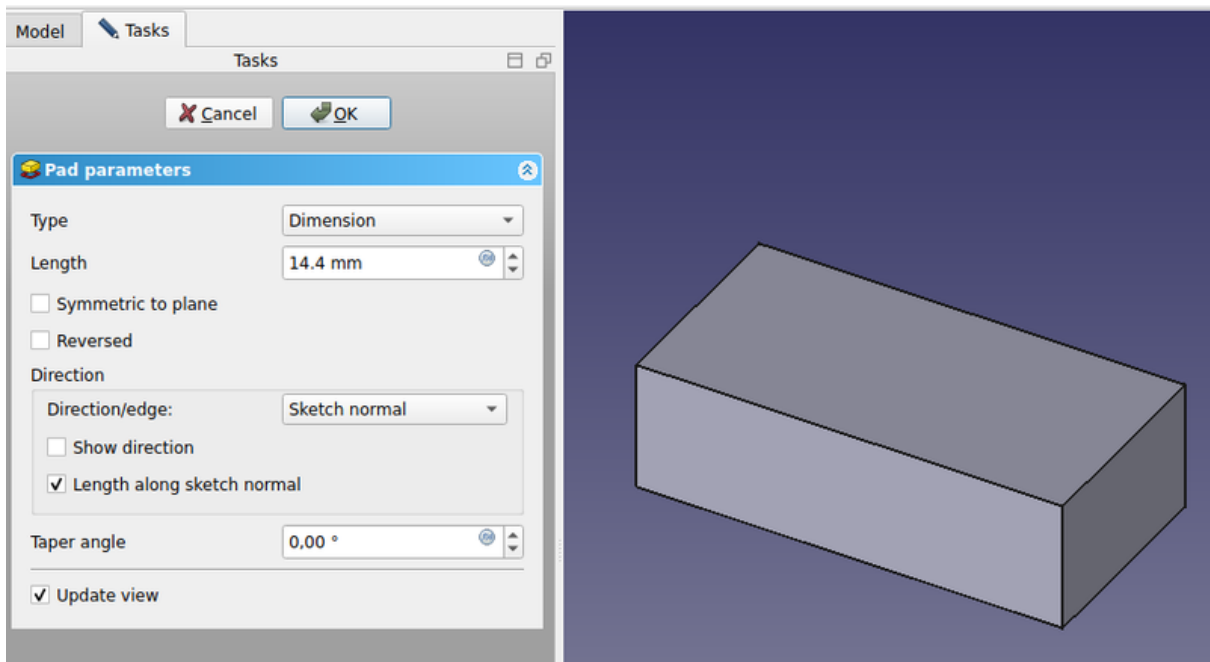 Model Tasks
Tasks
Cancel OK
Pad parameters
Type Dimension
Length 14.4 mm
Symmetric to plane
Reversed
Direction
Direction/edge: Sketch normal
Show direction
Length along sketch normal
Taper angle 0,00 °
Update view